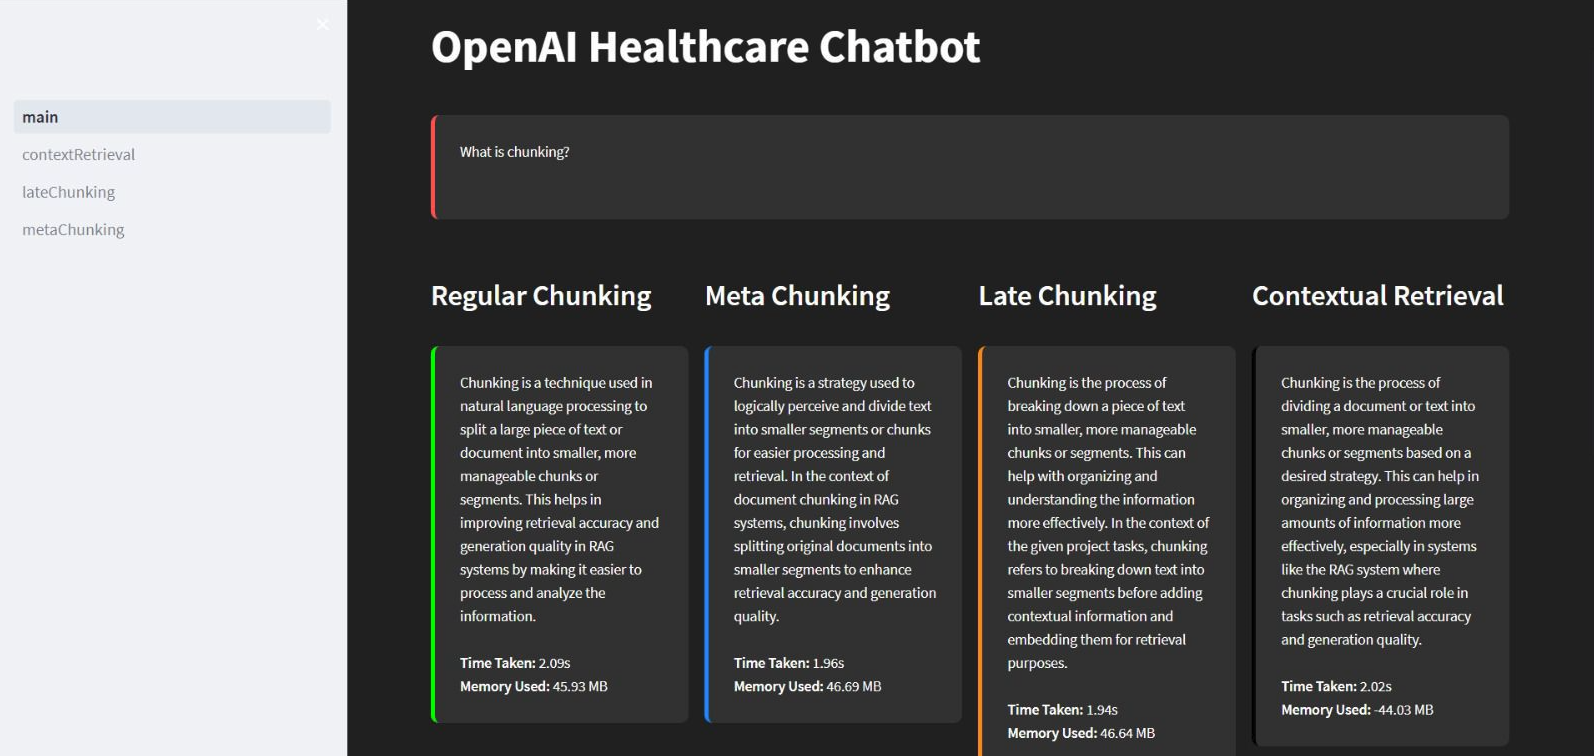 ×
main
contextRetrieval
lateChunking
metaChunking
OpenAI Healthcare Chatbot
What is chunking?
Regular Chunking
Chunking is a technique used in
natural language processing to
split a large piece of text or
document into smaller, more
manageable chunks or
segments. This helps in
improving retrieval accuracy and
generation quality in RAG
systems by making it easier to
process and analyze the
information.
Time Taken: 2.09s
Memory Used: 45.93 MB
Meta Chunking
Chunking is a strategy used to
logically perceive and divide text
into smaller segments or chunks
for easier processing and
retrieval. In the context of
document chunking in RAG
systems, chunking involves
splitting original documents into
smaller segments to enhance
retrieval accuracy and generation
quality.
Time Taken: 1.96s
Memory Used: 46.69 MB
Late Chunking
Chunking is the process of
breaking down a piece of text
into smaller, more manageable
chunks or segments. This can
help with organizing and
understanding the information
more effectively. In the context of
the given project tasks, chunking
refers to breaking down text into
smaller segments before adding
contextual information and
embedding them for retrieval
purposes.
Time Taken: 1.94s
Memory Used: 46.64 MB
Contextual Retrieval
Chunking is the process of
dividing a document or text into
smaller, more manageable
chunks or segments based on a
desired strategy. This can help in
organizing and processing large
amounts of information more
effectively, especially in systems
like the RAG system where
chunking plays a crucial role in
tasks such as retrieval accuracy
and generation quality.
Time Taken: 2.02s
Memory Used: -44.03 MB